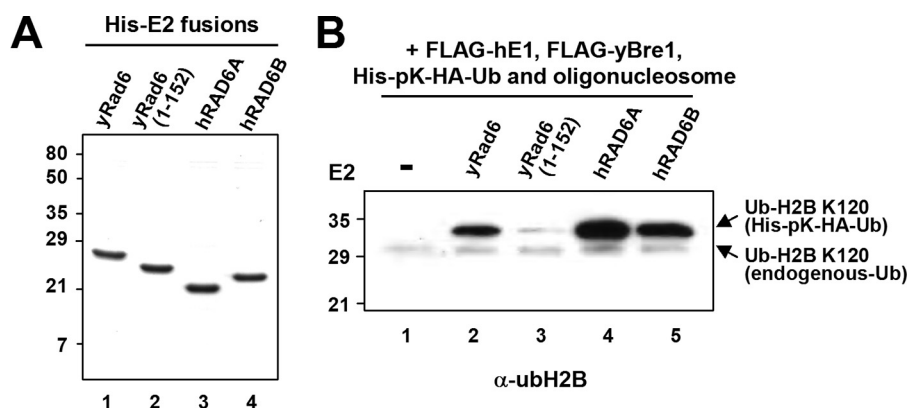 A
His-E2 fusions
yRad6
yRad6 (1-152)
hRAD6A
hRAD6B
80
50
35
29
21
7
1 2 3 4
B
+ FLAG-hE1, FLAG-yBre1,
His-pK-HA-Ub and oligonucleosome
E2
-
yRad6
yRad6 (1-152)
hRAD6A
hRAD6B
35
29
21
Ub-H2B K120
(His-pK-HA-Ub)
Ub-H2B K120
(endogenous-Ub)
1 2 3 4 5
α-ubH2B